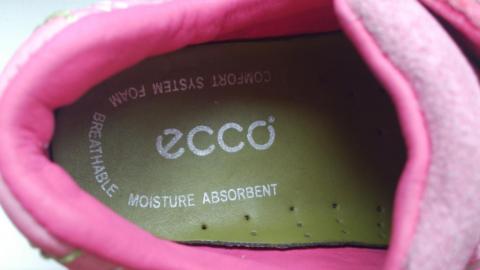 COMFORT SYSTEM FOAM
BREATHABLE
ecco
MOISTURE ABSORBENT